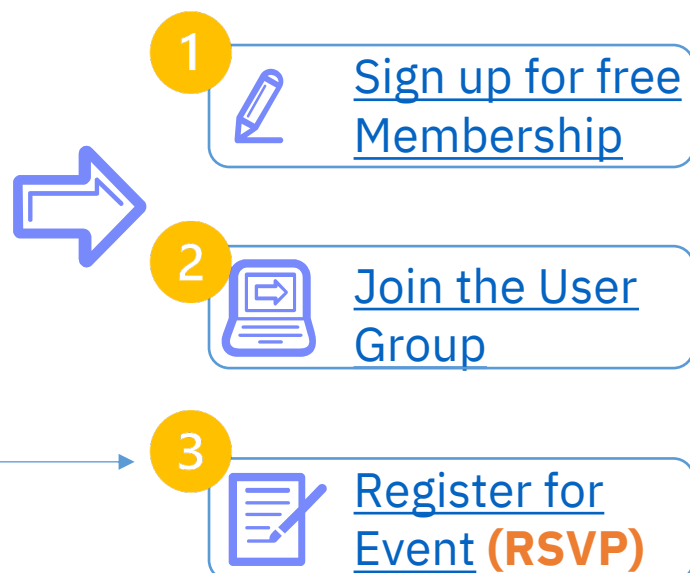 1
Sign up for free
Membership
2
Join the User
Group
3
Register for
Event (RSVP)